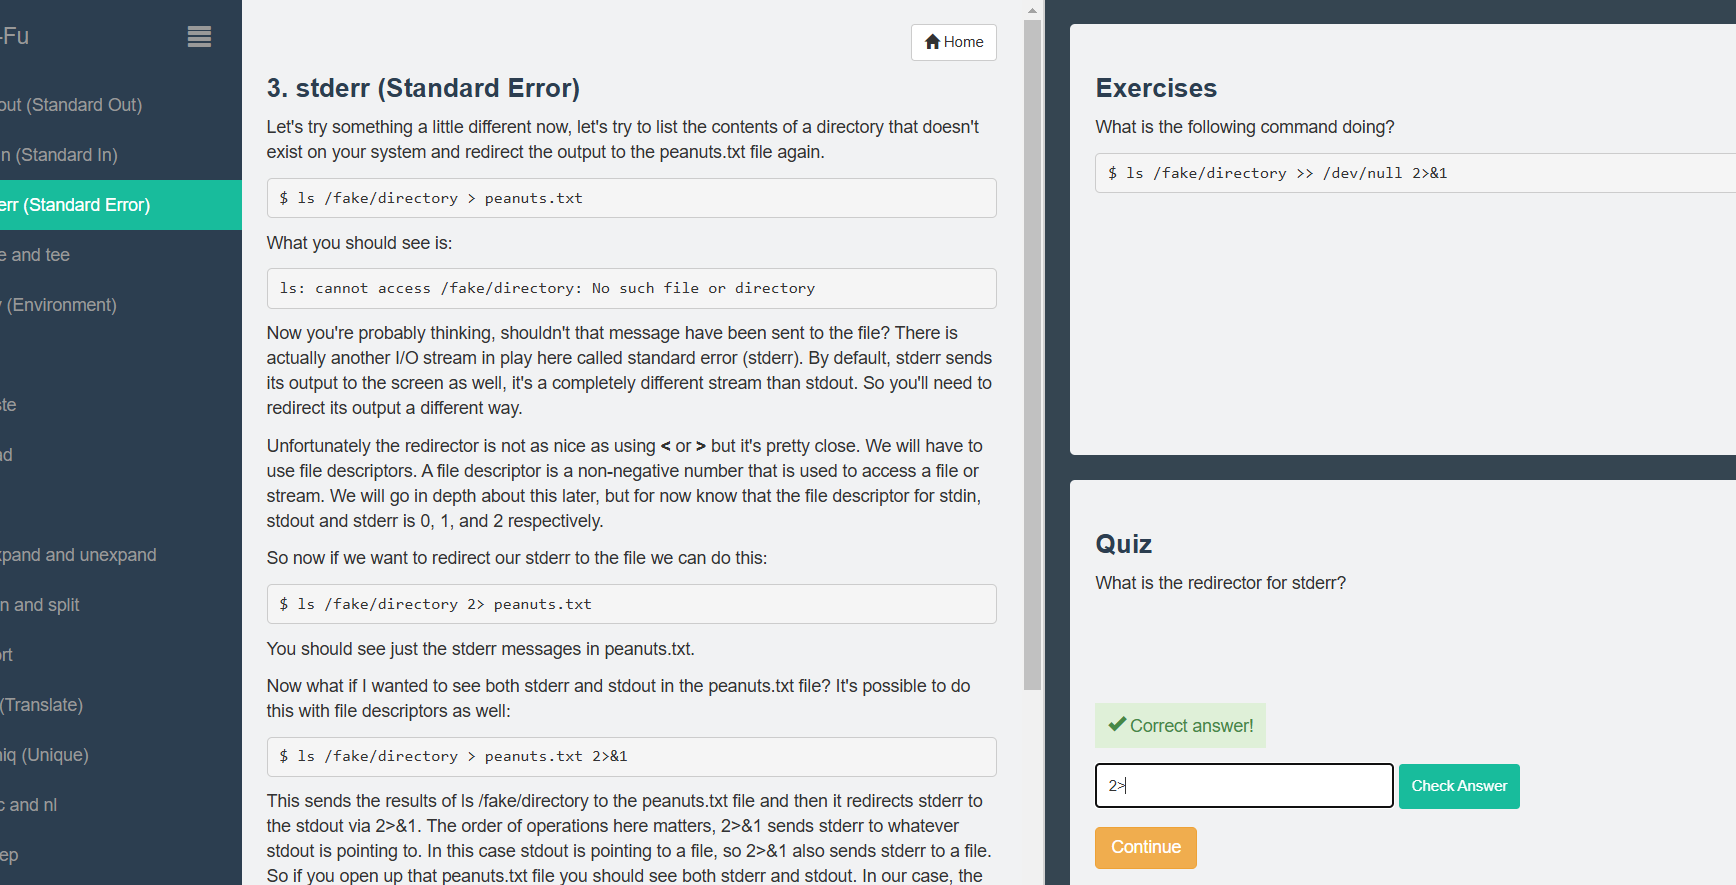 -Fu
out (Standard Out)
n (Standard In)
err (Standard Error)
e and tee
(Environment)
ste
ad
xpand and unexpand
n and split
ort
(Translate)
niq (Unique)
c and nl
ep
Home
3. stderr (Standard Error)
Let's try something a little different now, let's try to list the contents of a directory that doesn't
exist on your system and redirect the output to the peanuts.txt file again.
$ ls /fake/directory > peanuts.txt
What you should see is:
ls: cannot access /fake/directory: No such file or directory
Now you're probably thinking, shouldn't that message have been sent to the file? There is
actually another I/O stream in play here called standard error (stderr). By default, stderr sends
its output to the screen as well, it's a completely different stream than stdout. So you'll need to
redirect its output a different way.
Unfortunately the redirector is not as nice as using < or > but it's pretty close. We will have to
use file descriptors. A file descriptor is a non-negative number that is used to access a file or
stream. We will go in depth about this later, but for now know that the file descriptor for stdin,
stdout and stderr is 0, 1, and 2 respectively.
So now if we want to redirect our stderr to the file we can do this:
$ ls /fake/directory 2> peanuts.txt
You should see just the stderr messages in peanuts.txt.
Now what if I wanted to see both stderr and stdout in the peanuts.txt file? It's possible to do
this with file descriptors as well:
$ ls /fake/directory > peanuts.txt 2>&1
This sends the results of ls /fake/directory to the peanuts.txt file and then it redirects stderr to
the stdout via 2>&1. The order of operations here matters, 2>&1 sends stderr to whatever
stdout is pointing to. In this case stdout is pointing to a file, so 2>&1 also sends stderr to a file.
So if you open up that peanuts.txt file you should see both stderr and stdout. In our case, the
Exercises
What is the following command doing?
$ ls /fake/directory >> /dev/null 2>&1
Quiz
What is the redirector for stderr?
Correct answer!
2>
Check Answer
Continue